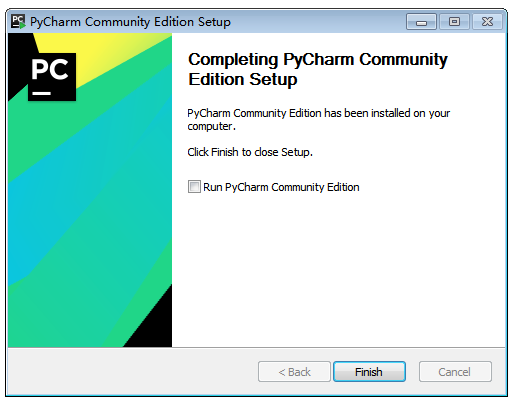 PyCharm Community Edition Setup
PC
Completing PyCharm Community
Edition Setup
PyCharm Community Edition has been installed on your
computer.
Click Finish to close Setup.
Run PyCharm Community Edition
< Back
Finish
Cancel